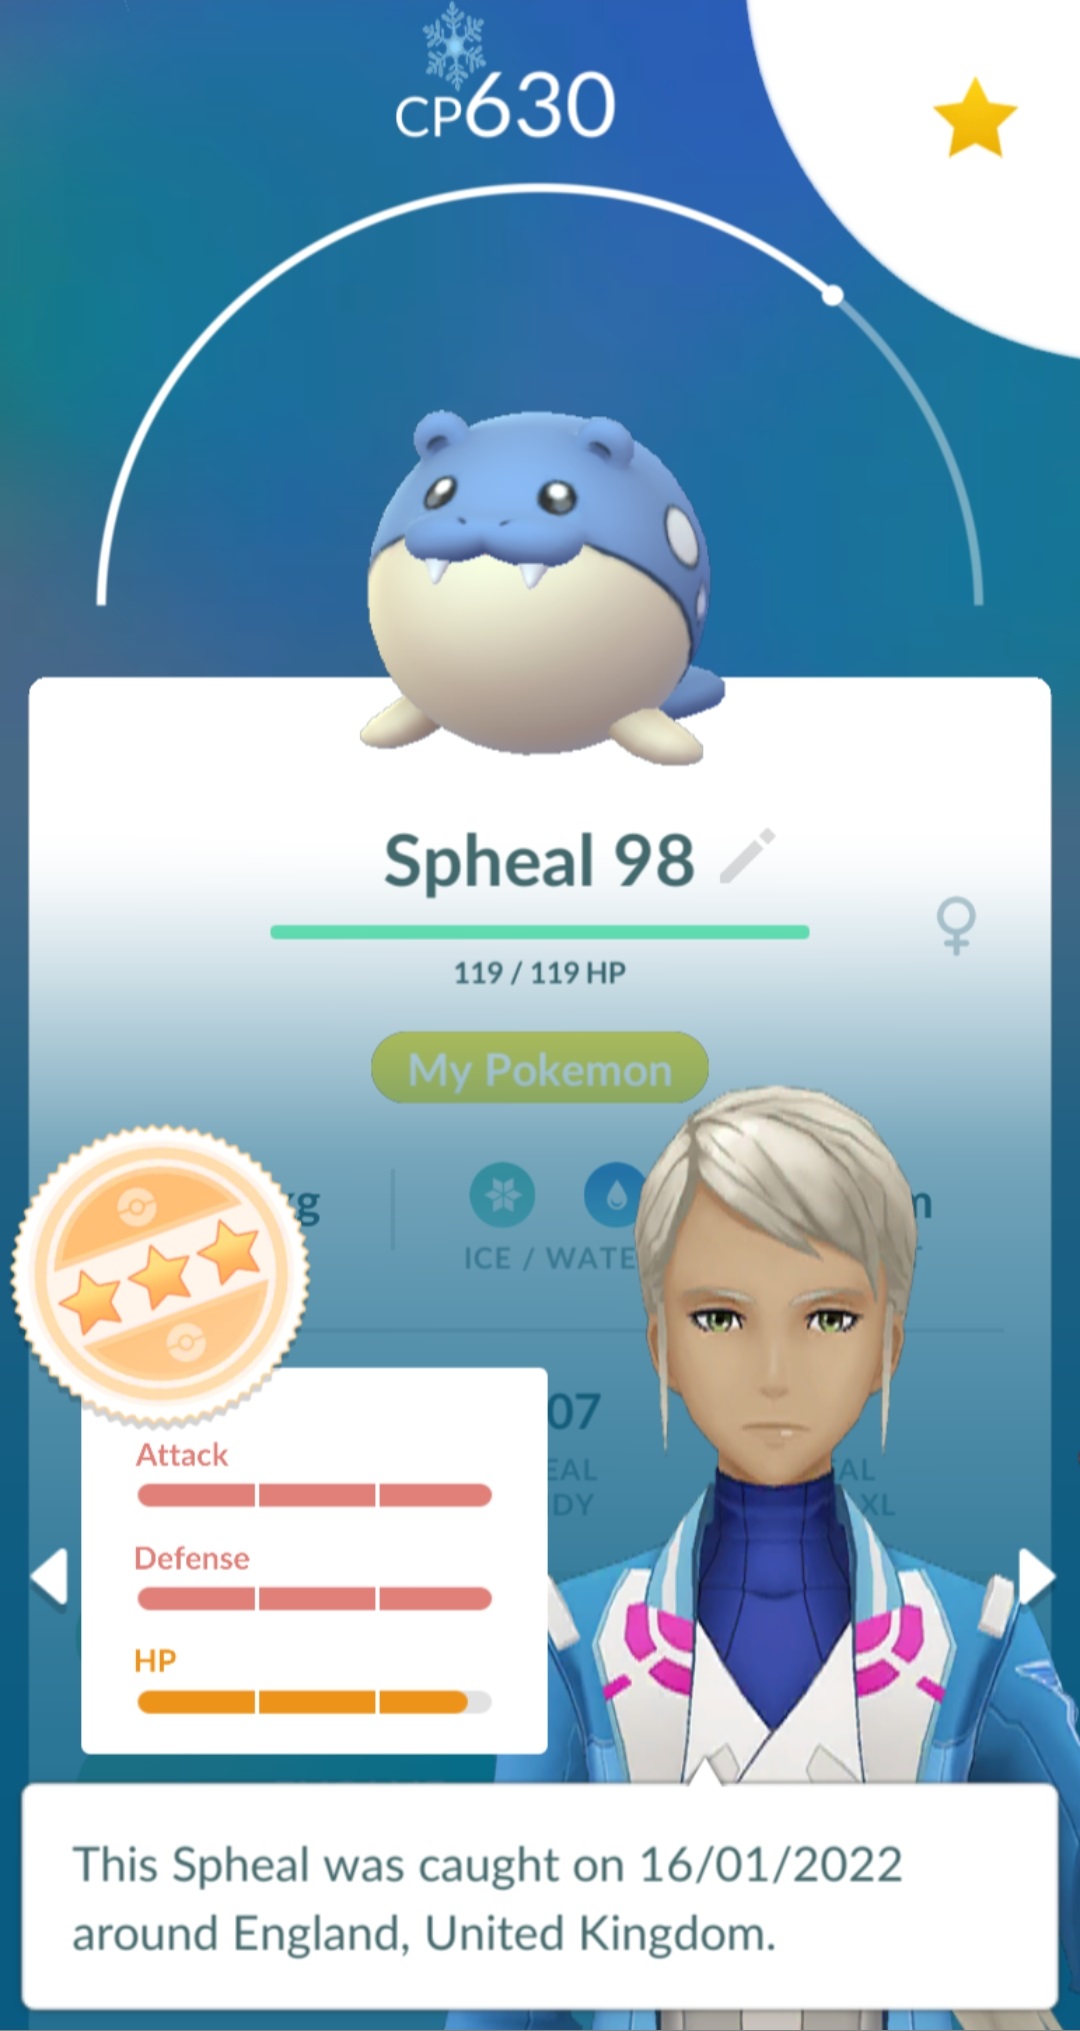 CP630
Spheal 98
119 / 119 HP
My Pokemon
kg
ICE / WATE
m
07
EAL
AL
DY
XL
Attack
Defense
HP
This Spheal was caught on 16/01/2022
around England, United Kingdom.